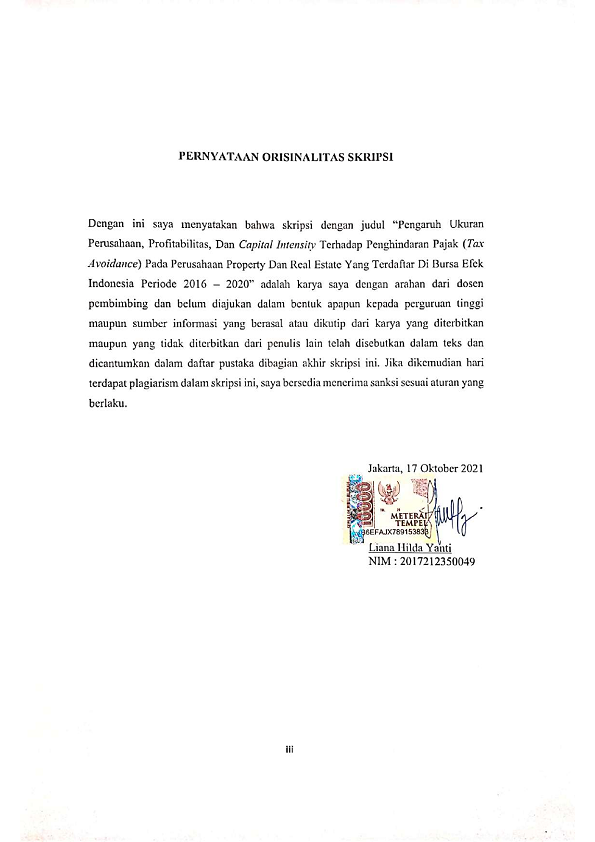 PERNYATAAN ORISINALITAS SKRIPSI
Dengan ini saya menyatakan bahwa skripsi dengan judul “Pengaruh Ukuran
Perusahaan, Profitabilitas, Dan Capital Intensity Terhadap Penghindaran Pajak (Tax
Avoidance) Pada Perusahaan Property Dan Real Estate Yang Terdaftar Di Bursa Efek
Indonesia Periode 2016 – 2020” adalah karya saya dengan arahan dari dosen
pembimbing dan belum diajukan dalam bentuk apapun kepada perguruan tinggi
maupun sumber informasi yang berasal atau dikutip dari karya yang diterbitkan
maupun yang tidak diterbitkan dari penulis lain telah disebutkan dalam teks dan
dicantumkan dalam daftar pustaka dibagian akhir skripsi ini. Jika dikemudian hari
terdapat plagiarism dalam skripsi ini, saya bersedia menerima sanksi sesuai aturan yang
berlaku.
Jakarta, 17 Oktober 2021
10000
METERAI
TEMPEL
Liana Hilda Yanti
NIM : 2017212350049
iii